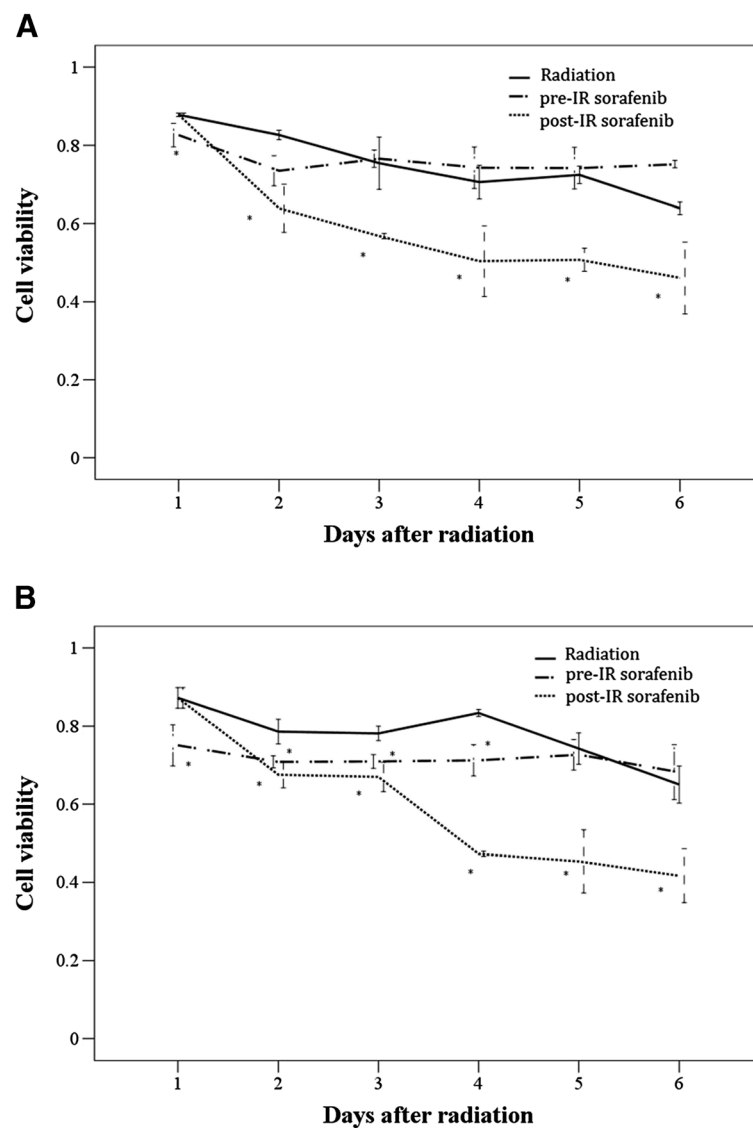 A
1
0.8
0.6
0.4
0.2
0
Cell viability
Radiation
pre-IR sorafenib
post-IR sorafenib
*
*
*
*
*
*
1 2 3 4 5 6
Days after radiation
B
1
0.8
0.6
0.4
0.2
0
Cell viability
Radiation
pre-IR sorafenib
post-IR sorafenib
*
*
*
*
*
*
*
*
*
1 2 3 4 5 6
Days after radiation